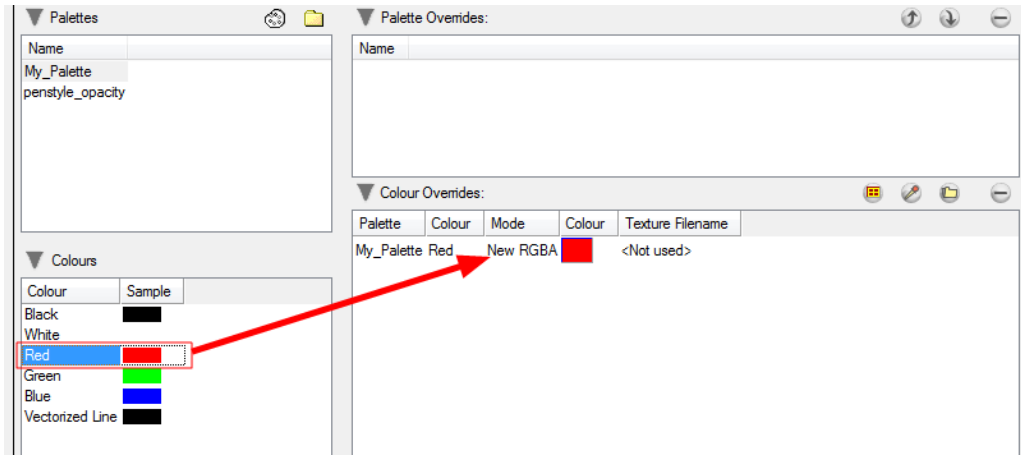 Palettes
Name
My_Palette
penstyle_opacity
Colours
Colour Sample
Black
White
Red
Green
Blue
Vectorized Line
Palette Overrides:
Name
Colour Overrides:
Palette Colour Mode Colour Texture Filename
My_Palette Red New RGBA <Not used>